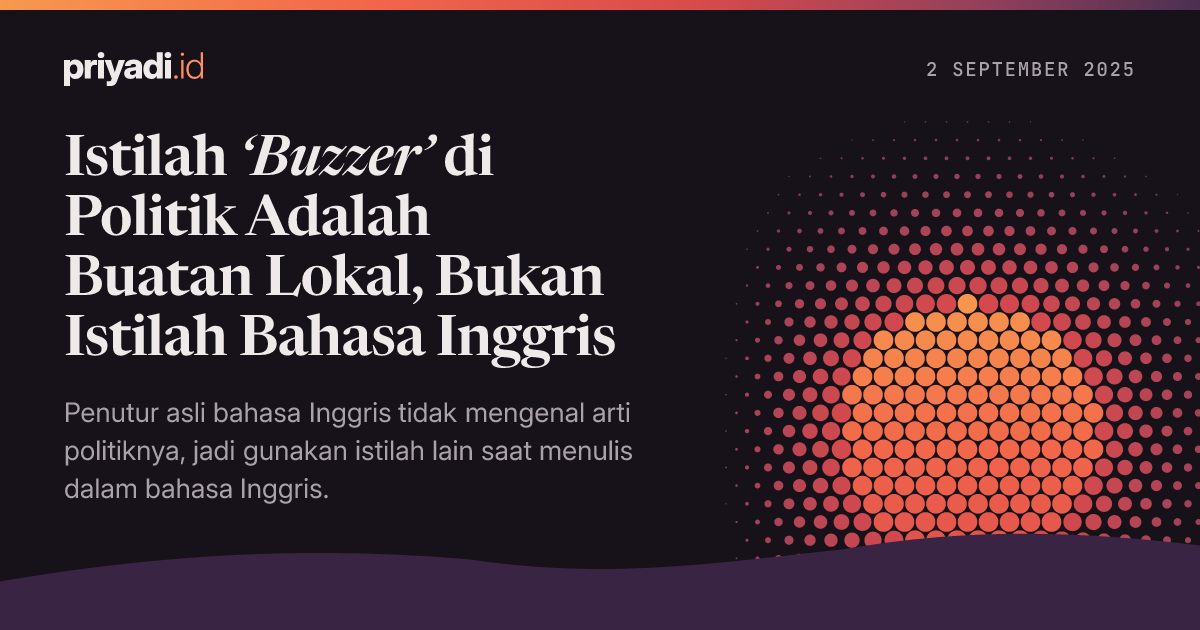 priyadi.id
2 SEPTEMBER 2025
Istilah ‘Buzzer’ di
Politik Adalah
Buatan Lokal, Bukan
Istilah Bahasa Inggris
Penutur asli bahasa Inggris tidak mengenal arti
politiknya, jadi gunakan istilah lain saat menulis
dalam bahasa Inggris.